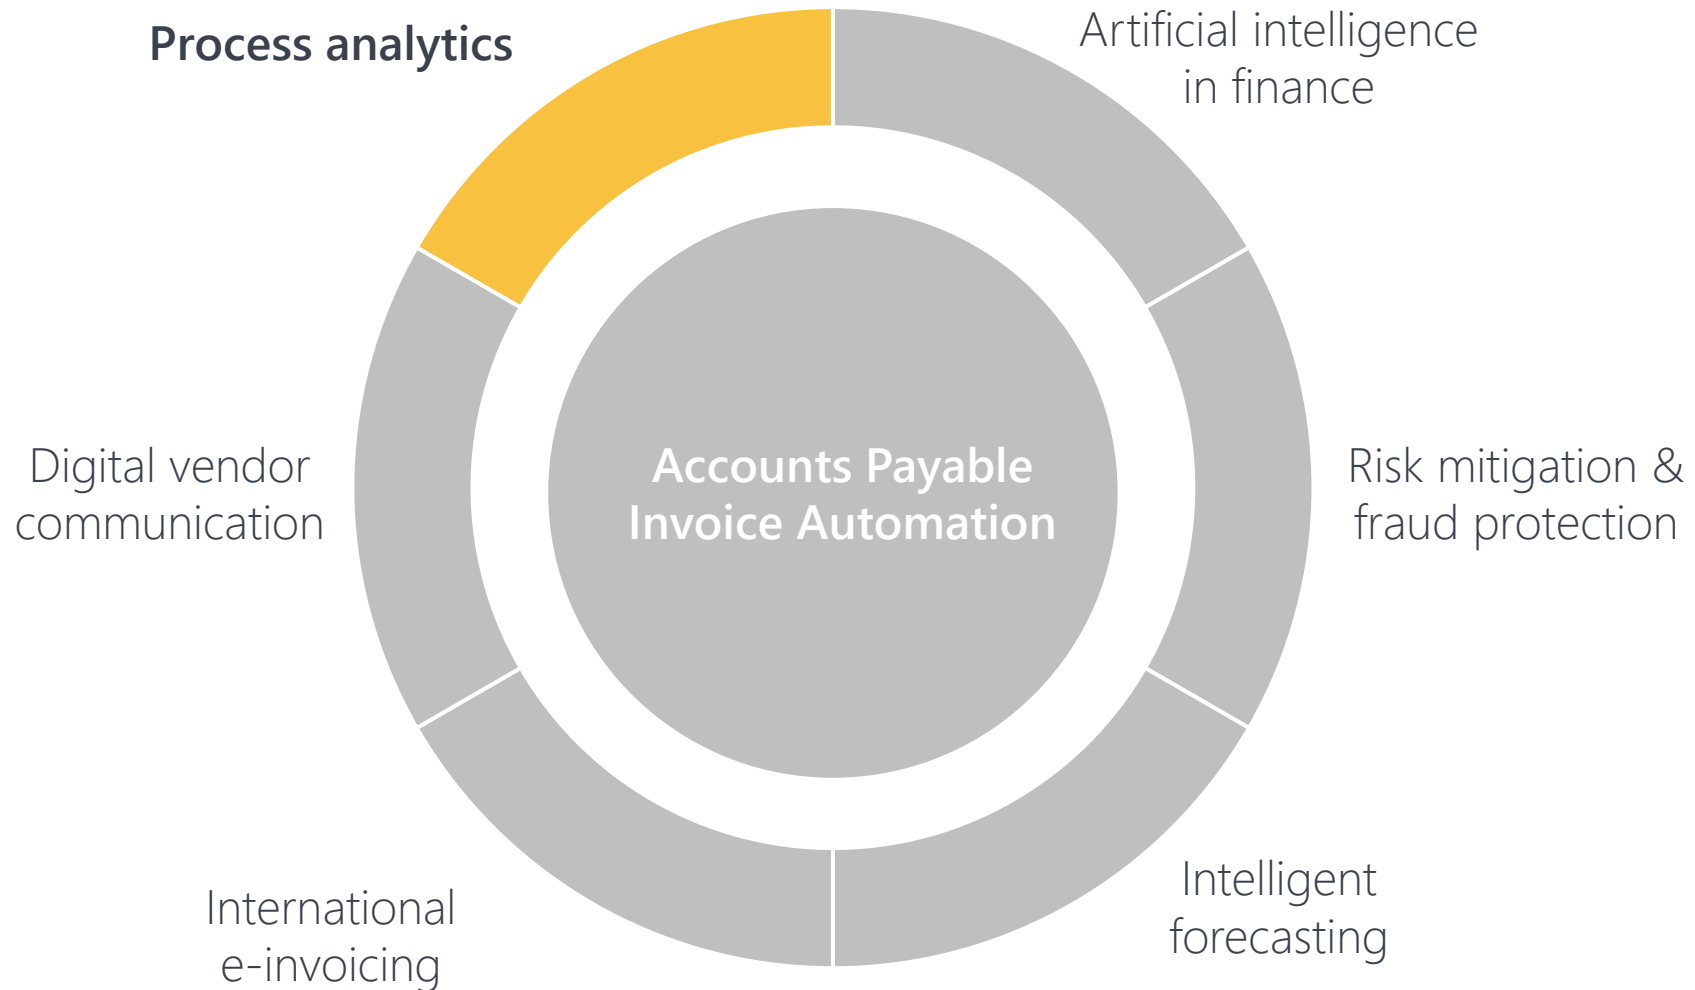 Process analytics
Artificial intelligence
in finance
Digital vendor
communication
Accounts Payable
Invoice Automation
Risk mitigation &
fraud protection
International
e-invoicing
Intelligent
forecasting